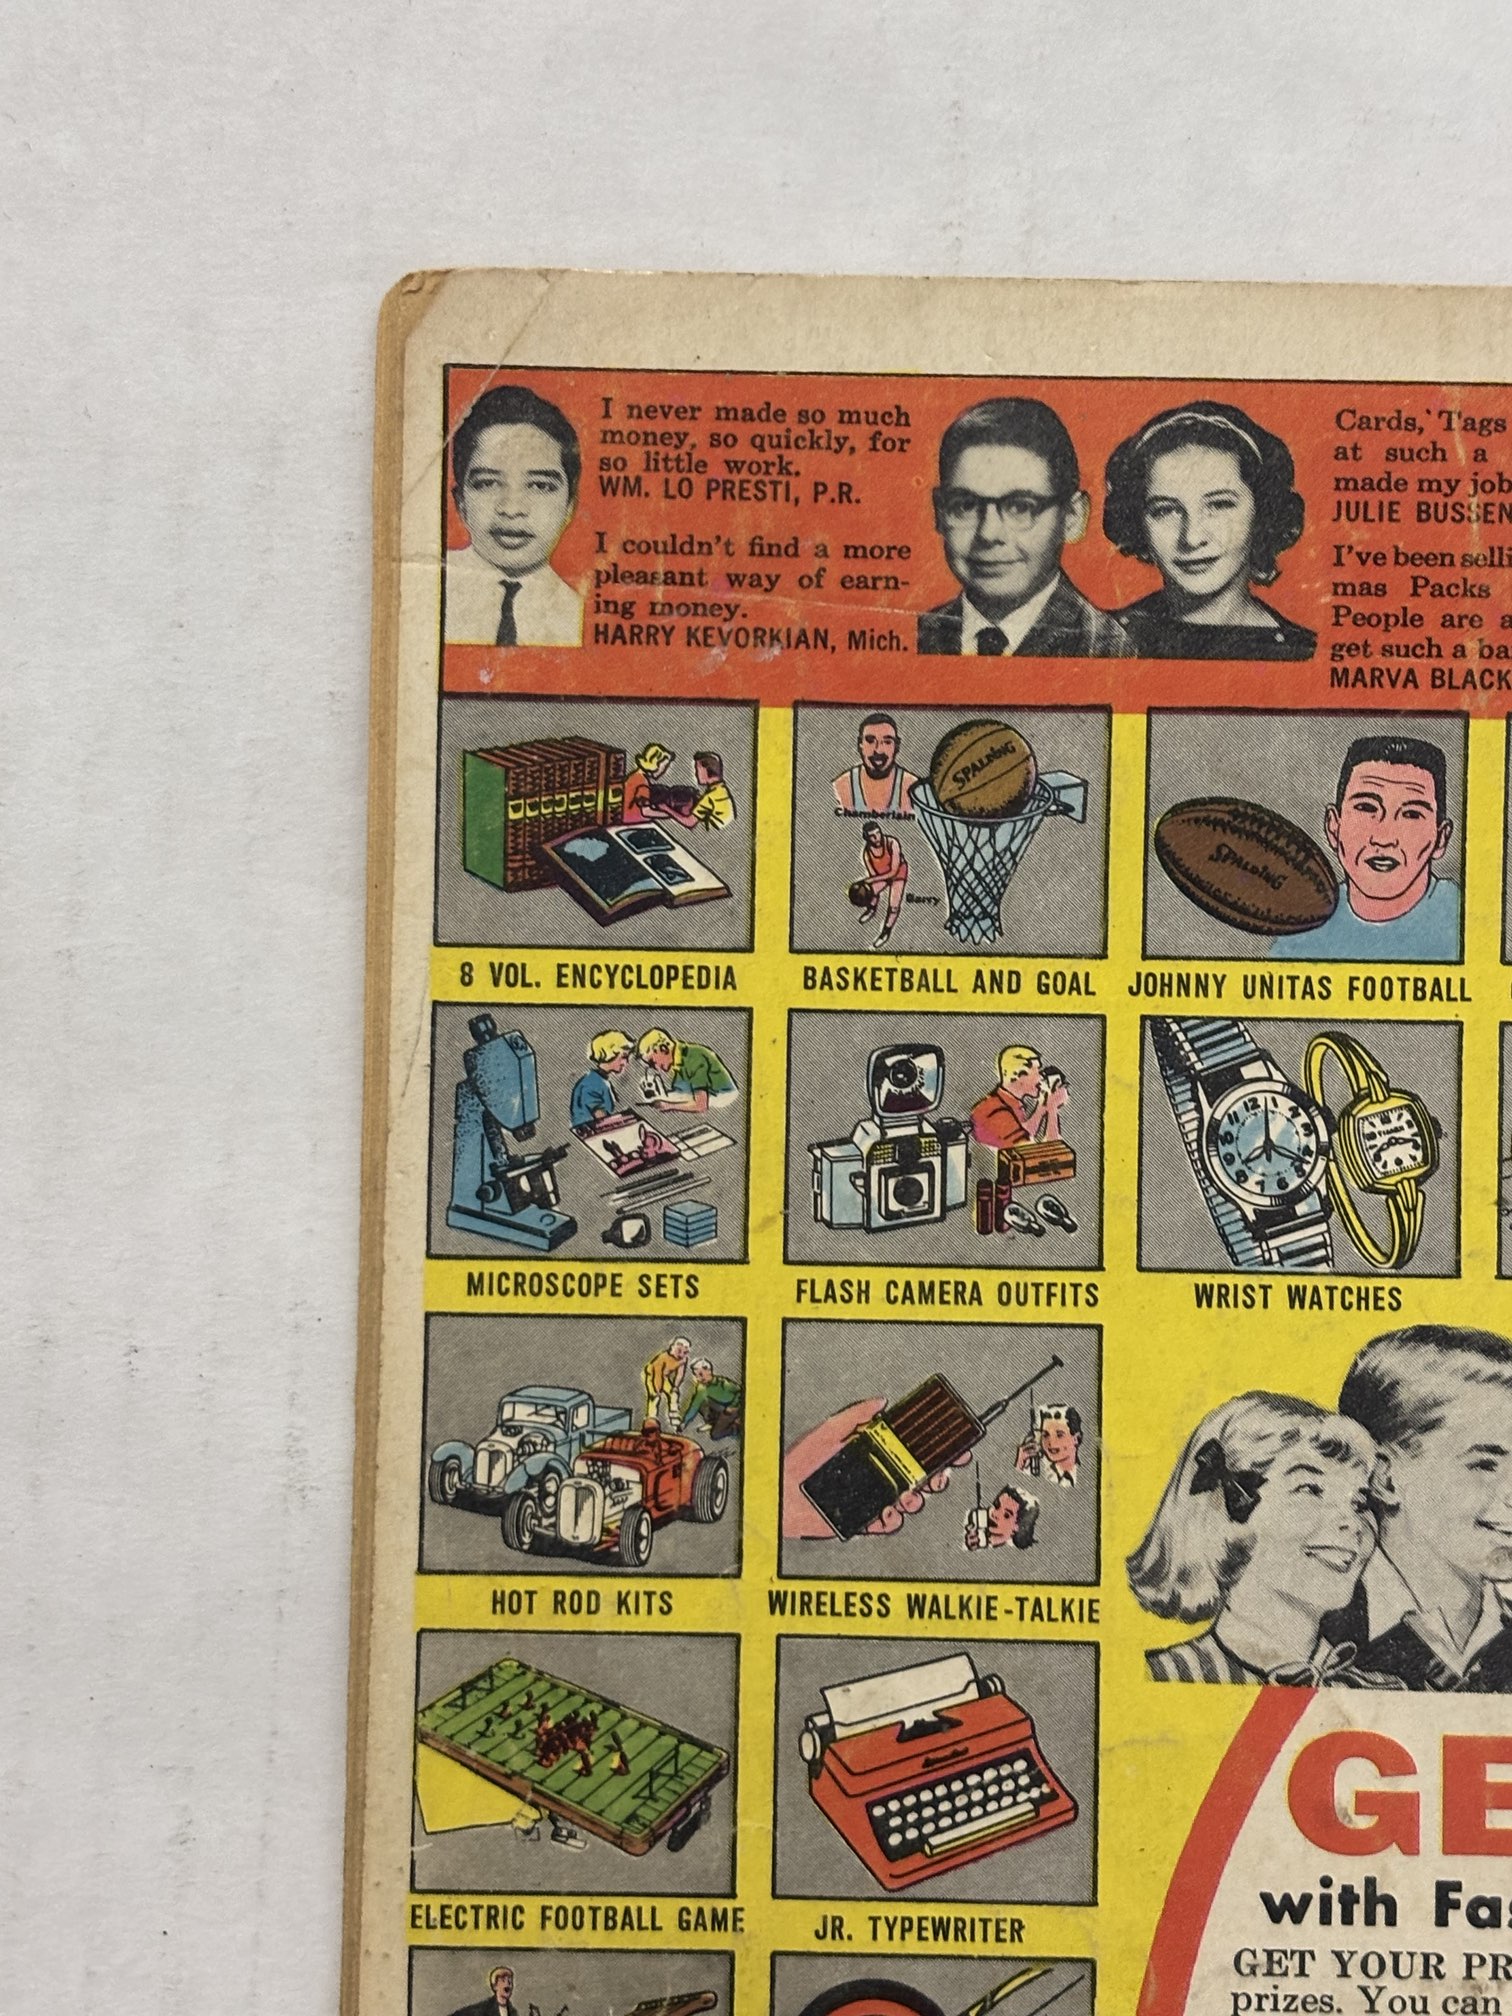 I never made so much
money, so quickly, for
so little work.
WM. LO PRESTI, P.R.
I couldn't find a more
pleasant way of earn-
ing money.
HARRY KEVORKIAN, Mich.
Cards, Tags
at such a
made my job
JULIE BUSSEN
I've been selli
mas Packs
People are a
get such a ba
MARVA BLACK
SPALDING
Chamberlain
Barry
SPALDING
8 VOL. ENCYCLOPEDIA
BASKETBALL AND GOAL
JOHNNY UNITAS FOOTBALL
MICROSCOPE SETS
FLASH CAMERA OUTFITS
WRIST WATCHES
HOT ROD KITS
WIRELESS WALKIE-TALKIE
ELECTRIC FOOTBALL GAME
JR. TYPEWRITER
GE
with Fas
GET YOUR PR
prizes. You can